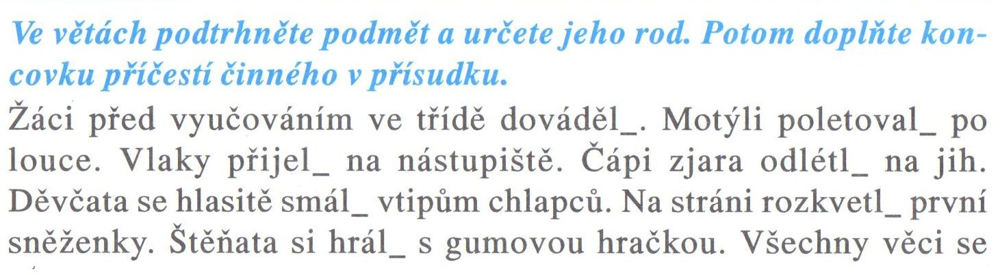 Ve větách podtrhněte podmět a určete jeho rod. Potom doplňte kon-
covku příčestí činného v přísudku.
Žáci před vyučováním ve třídě dováděl_. Motýli poletoval_ po
louce. Vlaky přijel_ na nástupiště. Čápi zjara odlétl_ na jih.
Děvčata se hlasitě smál_ vtipům chlapců. Na stráni rozkvetl_ první
sněženky. Štěňata si hrál_ s gumovou hračkou. Všechny věci se